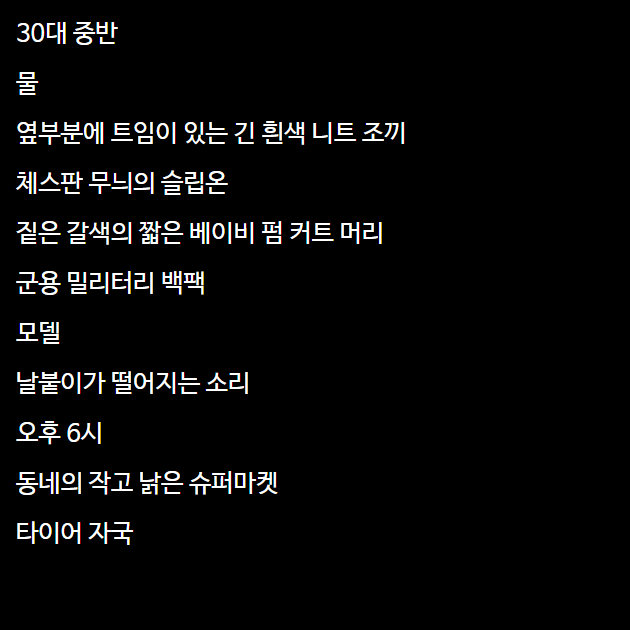 30대 중반
물
옆부분에 트임이 있는 긴 흰색 니트 조끼
체스판 무늬의 슬립온
짙은 갈색의 짧은 베이비 펌 커트 머리
군용 밀리터리 백팩
모델
날붙이가 떨어지는 소리
오후 6시
동네의 작고 낡은 슈퍼마켓
타이어 자국